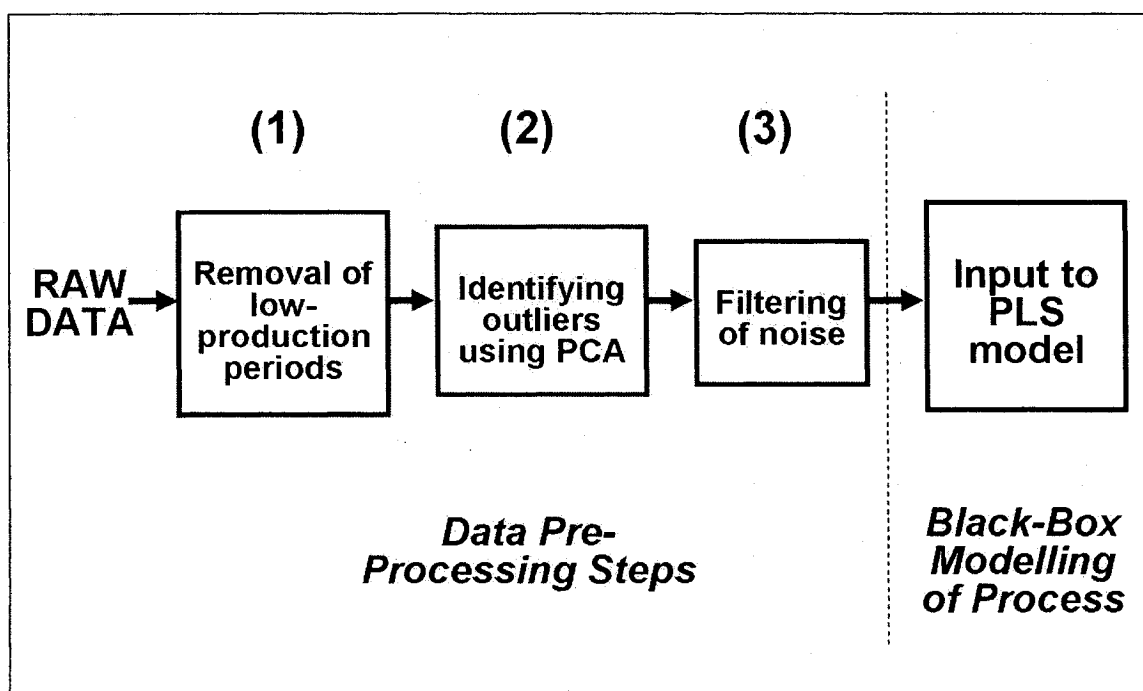 (1)
(2)
(3)
RAW
DATA
Removal of
low-
production
periods
Identifying
outliers
using PCA
Filtering
of noise
Input to
PLS
model
Data Pre-
Processing Steps
Black-Box
Modelling
of Process